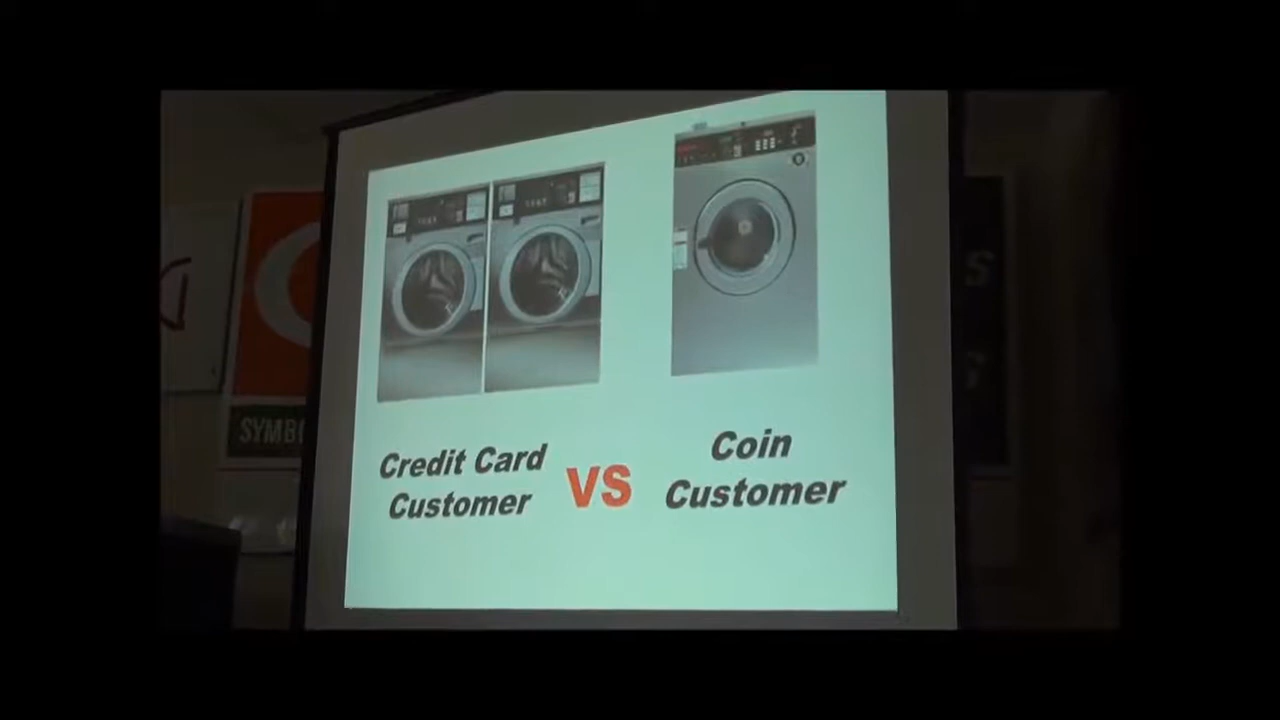 Credit Card
Customer
VS
Coin
Customer
SYMB